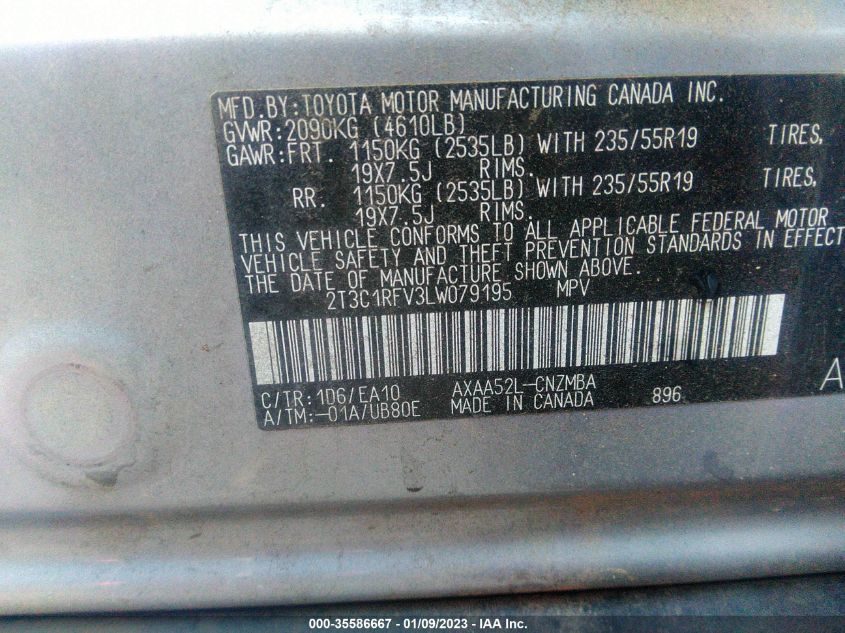 MFD.BY:TOYOTA MOTOR MANUFACTURING CANADA INC.
GVWR:2090KG (4610LB)
GAWR:FRT. 1150KG (2535LB) WITH 235/55R19 TIRES,
19X7.5J RIMS.
RR. 1150KG (2535LB) WITH 235/55R19 TIRES,
19X7.5J RIMS.
THIS VEHICLE CONFORMS TO ALL APPLICABLE FEDERAL MOTOR
VEHICLE SAFETY AND THEFT PREVENTION STANDARDS IN EFFECT
THE DATE OF MANUFACTURE SHOWN ABOVE.
2T3C1RFV3LW079195 MPV
C/TR:1D6/EA10 AXAA52L-CNZMBA
A/TM:-01A/UB80E MADE IN CANADA 896 A
000-35586667 / 01/09/2023 - IAAI Inc.